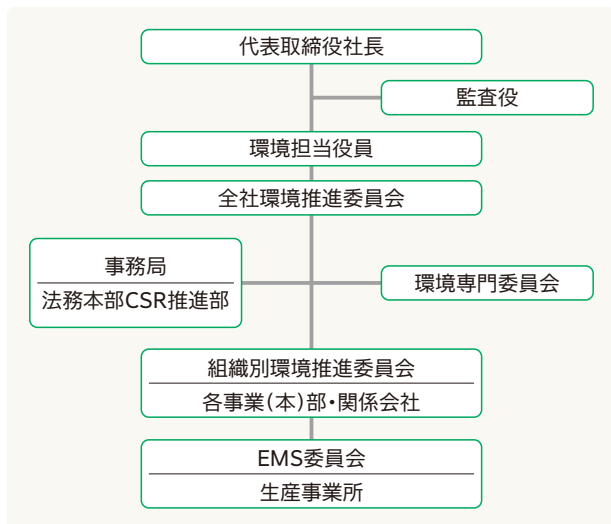 代表取締役社長
監査役
環境担当役員
全社環境推進委員会
事務局
法務本部CSR推進部
環境専門委員会
組織別環境推進委員会
各事業(本)部・関係会社
EMS委員会
生産事業所